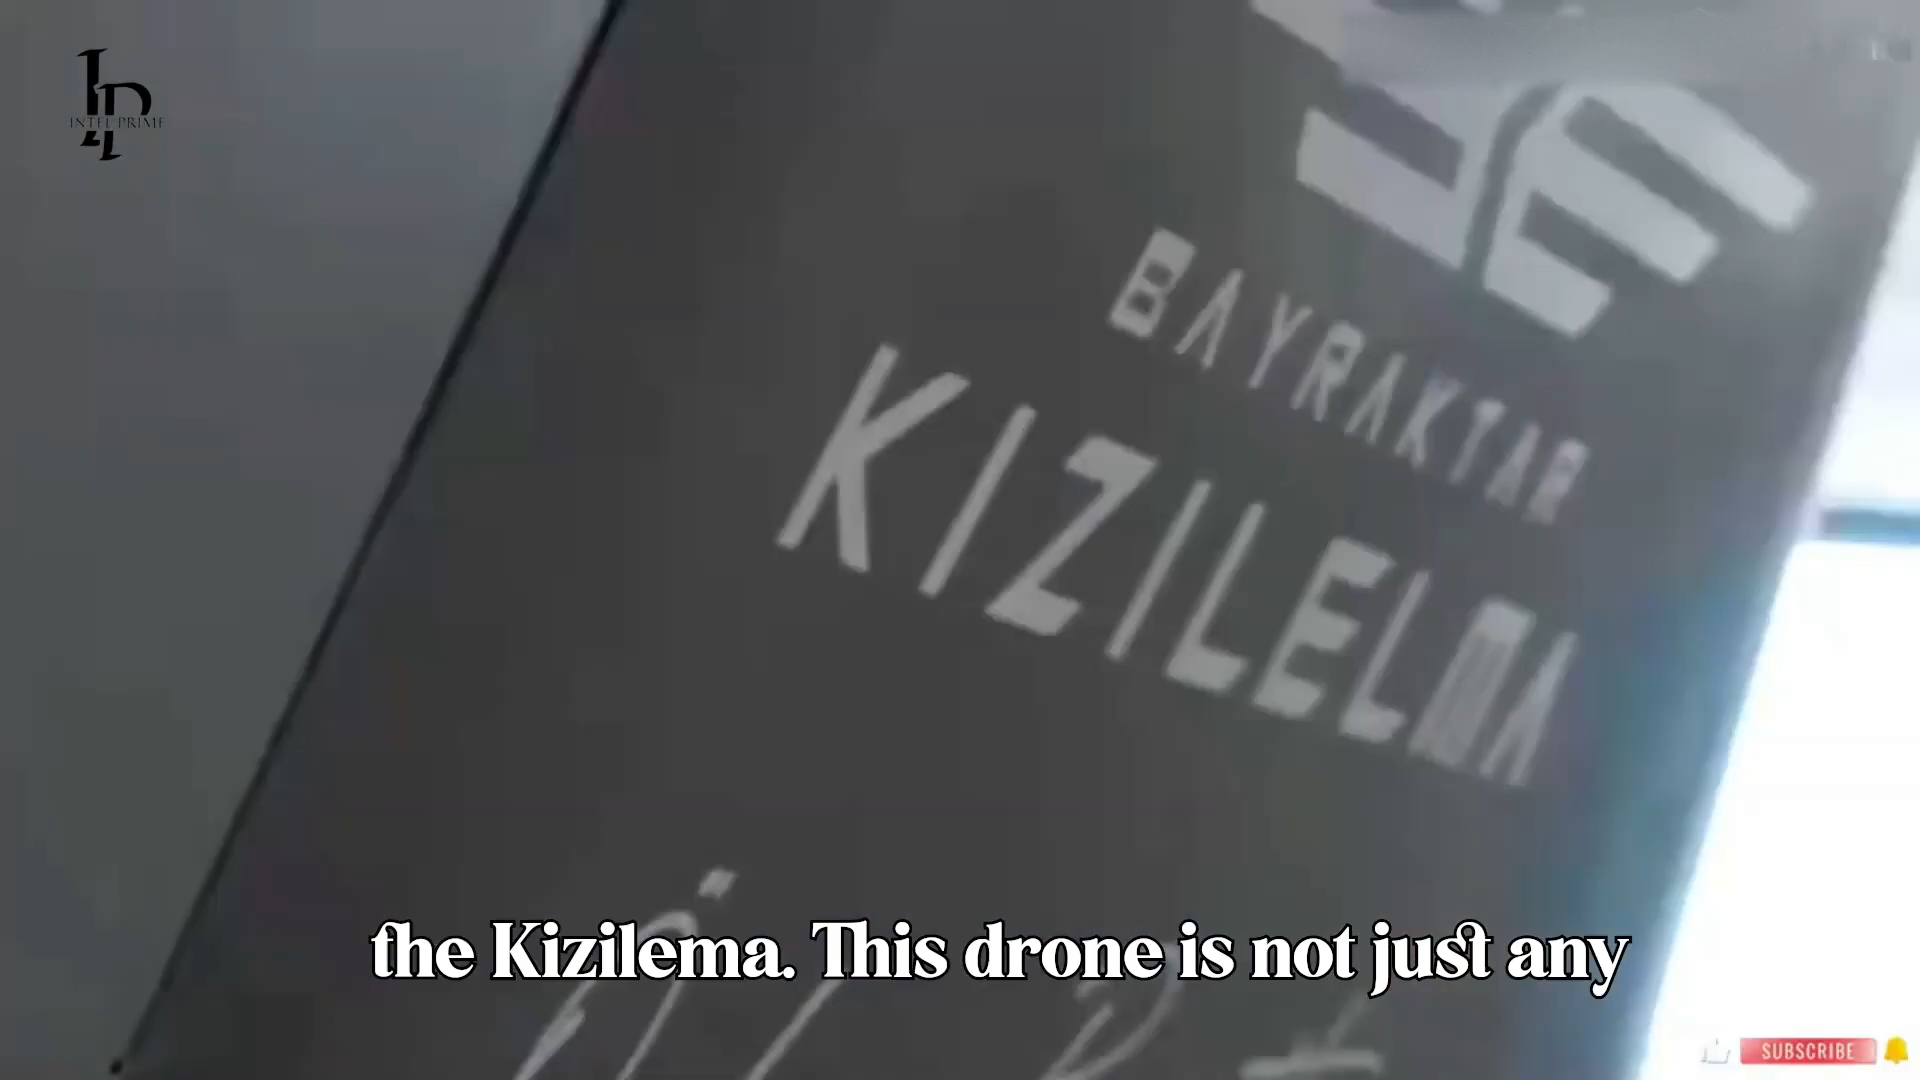 INTEL PRIME
BAYRAKTAR
KIZILELMA
the Kizilema. This drone is not just any
SUBSCRIBE